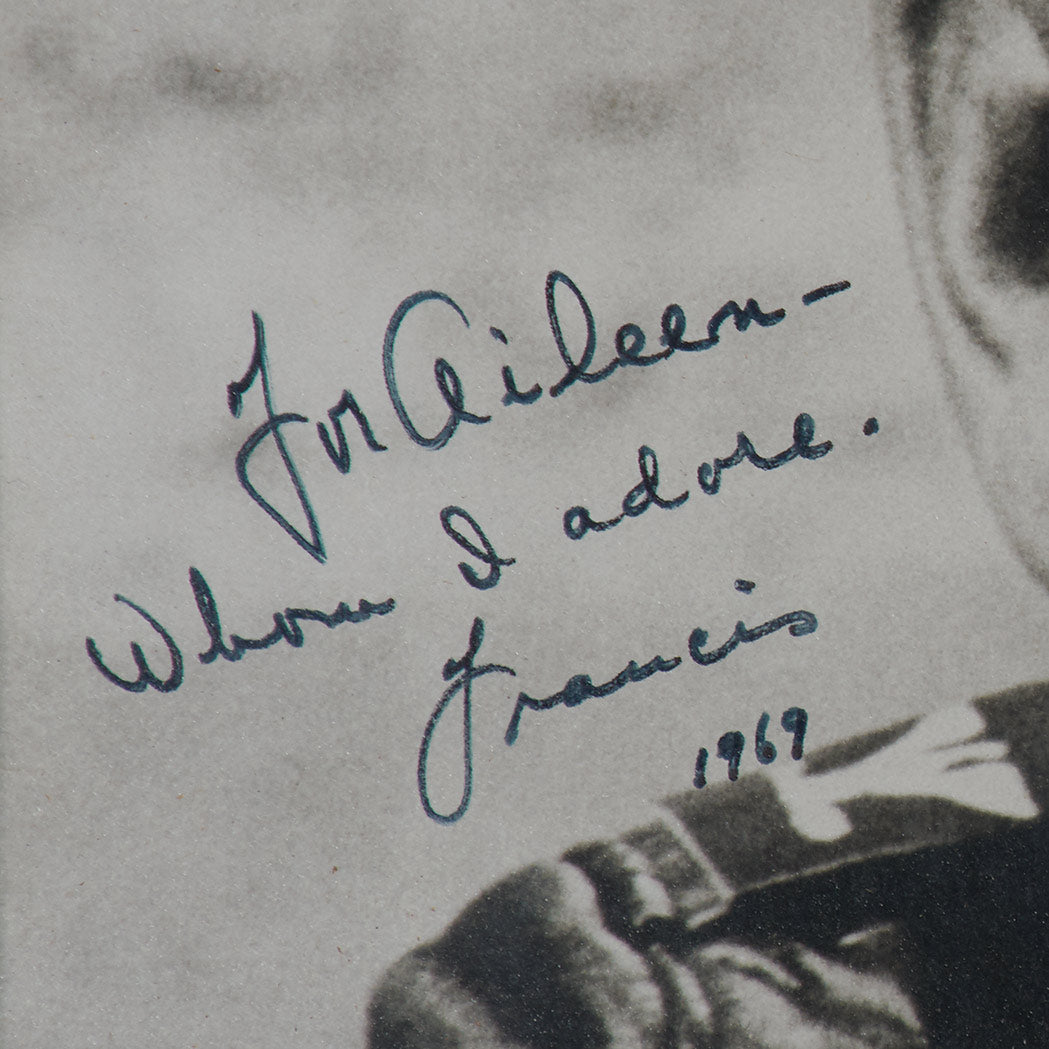 For Aileen-
Whom I adore.
Francis
1969